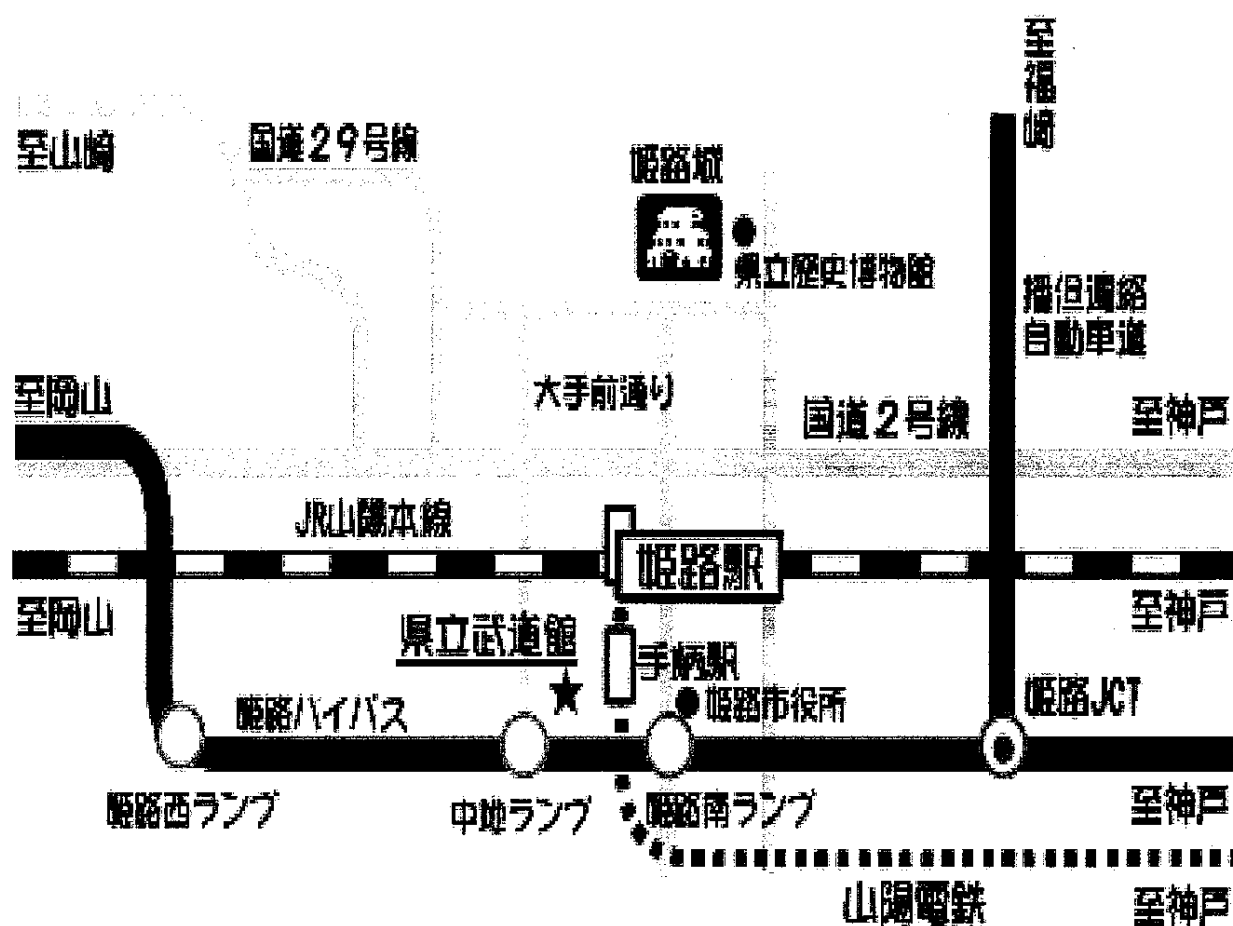 至福崎
至山崎
国道29号線
姫路城
県立歴史博物館
播但連絡
自動車道
至岡山
大手前通り
国道2号線
至神戸
JR山陽本線
姫路駅
至岡山
至神戸
県立武道館
手柄駅
姫路バイパス
姫路市役所
姫路JCT
姫路西ランプ
中地ランプ
姫路南ランプ
至神戸
山陽電鉄
至神戸